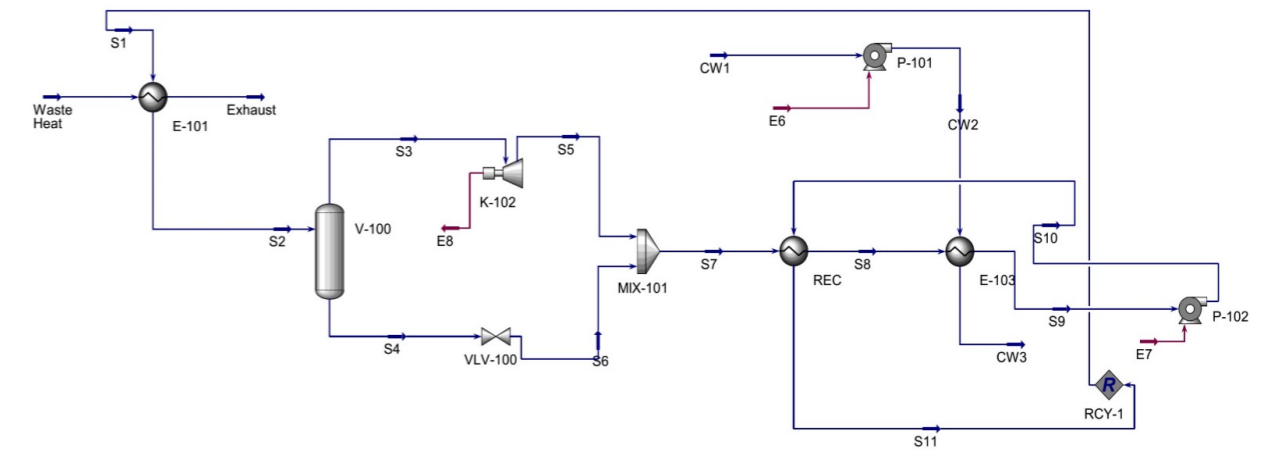 S1
Waste
Heat
E-101
Exhaust
S2
S3
V-100
S4
K-102
E8
S5
VLV-100
S6
MIX-101
S7
CW1
P-101
E6
CW2
REC
S8
E-103
S10
S9
P-102
E7
CW3
R
RCY-1
S11